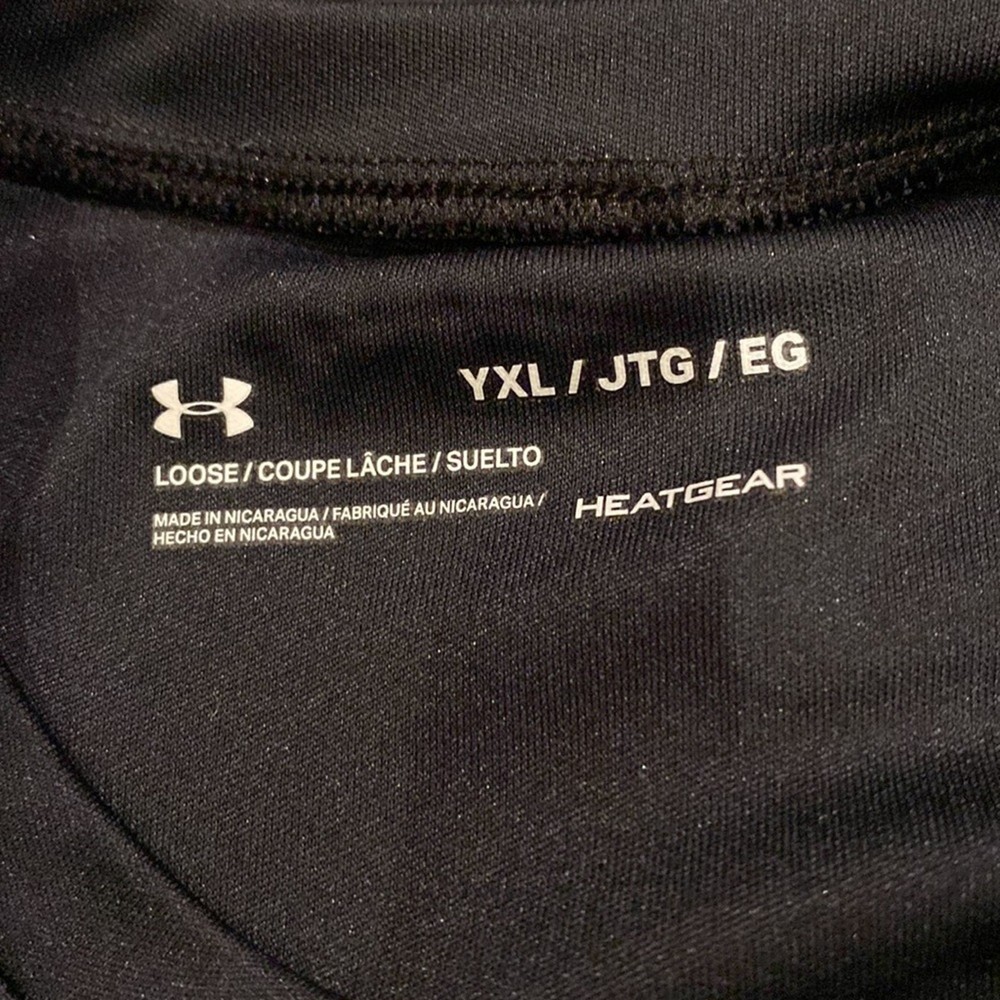 YXL / JTG / EG
LOOSE / COUPE LÂCHE / SUELTO
MADE IN NICARAGUA / FABRIQUÉ AU NICARAGUA /
HECHO EN NICARAGUA
HEATGEAR